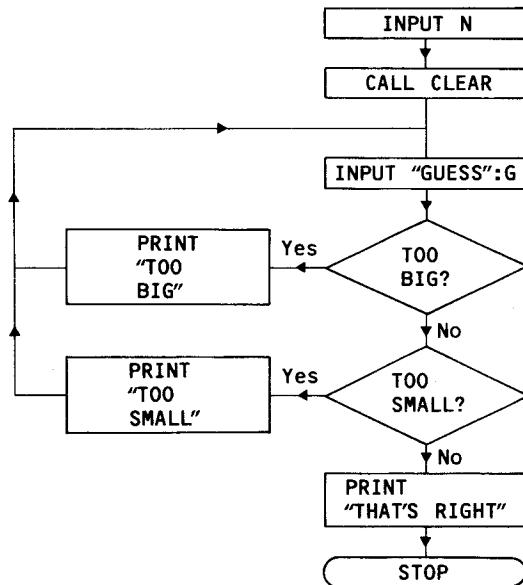 INPUT N
CALL CLEAR
INPUT "GUESS":G
TOO
BIG?
Yes
PRINT
"TOO
BIG"
No
TOO
SMALL?
Yes
PRINT
"TOO
SMALL"
No
PRINT
"THAT'S RIGHT"
STOP